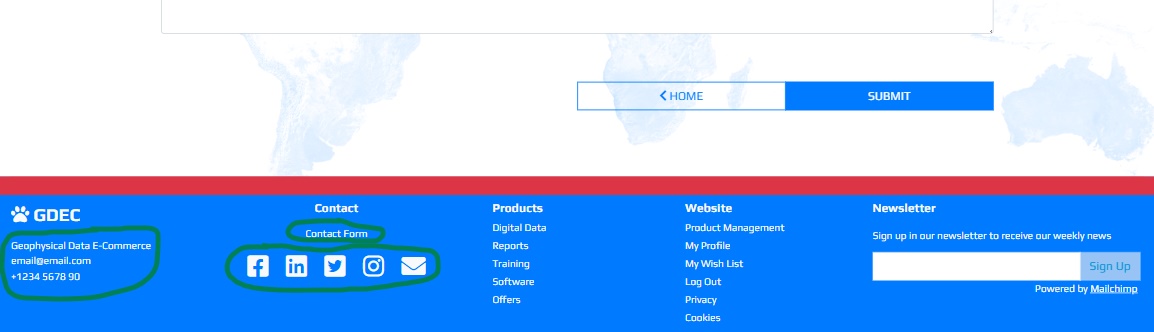 HOME
SUBMIT
GDEC
Geophysical Data E-Commerce
email@email.com
+1234 5678 90
Contact
Contact Form
Products
Digital Data
Reports
Training
Software
Offers
Website
Product Management
My Profile
My Wish List
Log Out
Privacy
Cookies
Newsletter
Sign up in our newsletter to receive our weekly news
Sign Up
Powered by Mailchimp